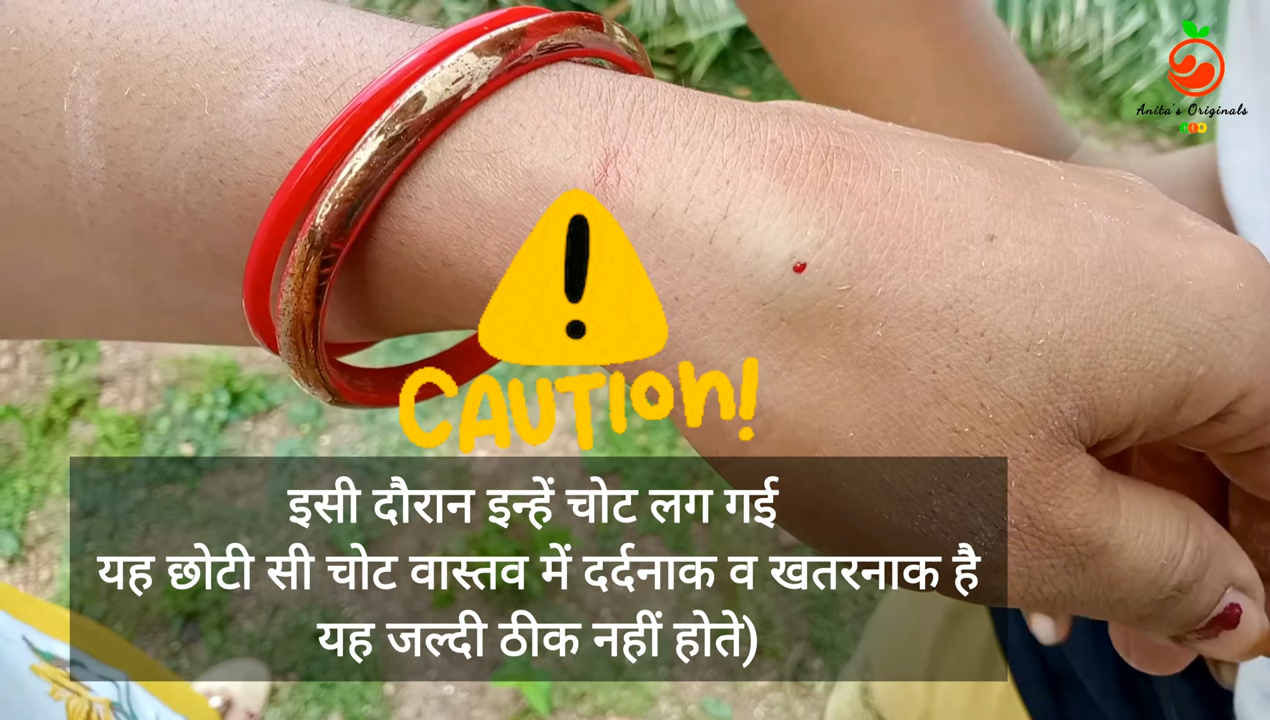 Anita's Originals
CAUTION!
इसी दौरान इन्हें चोट लग गई
यह छोटी सी चोट वास्तव में दर्दनाक व खतरनाक है
यह जल्दी ठीक नहीं होते)